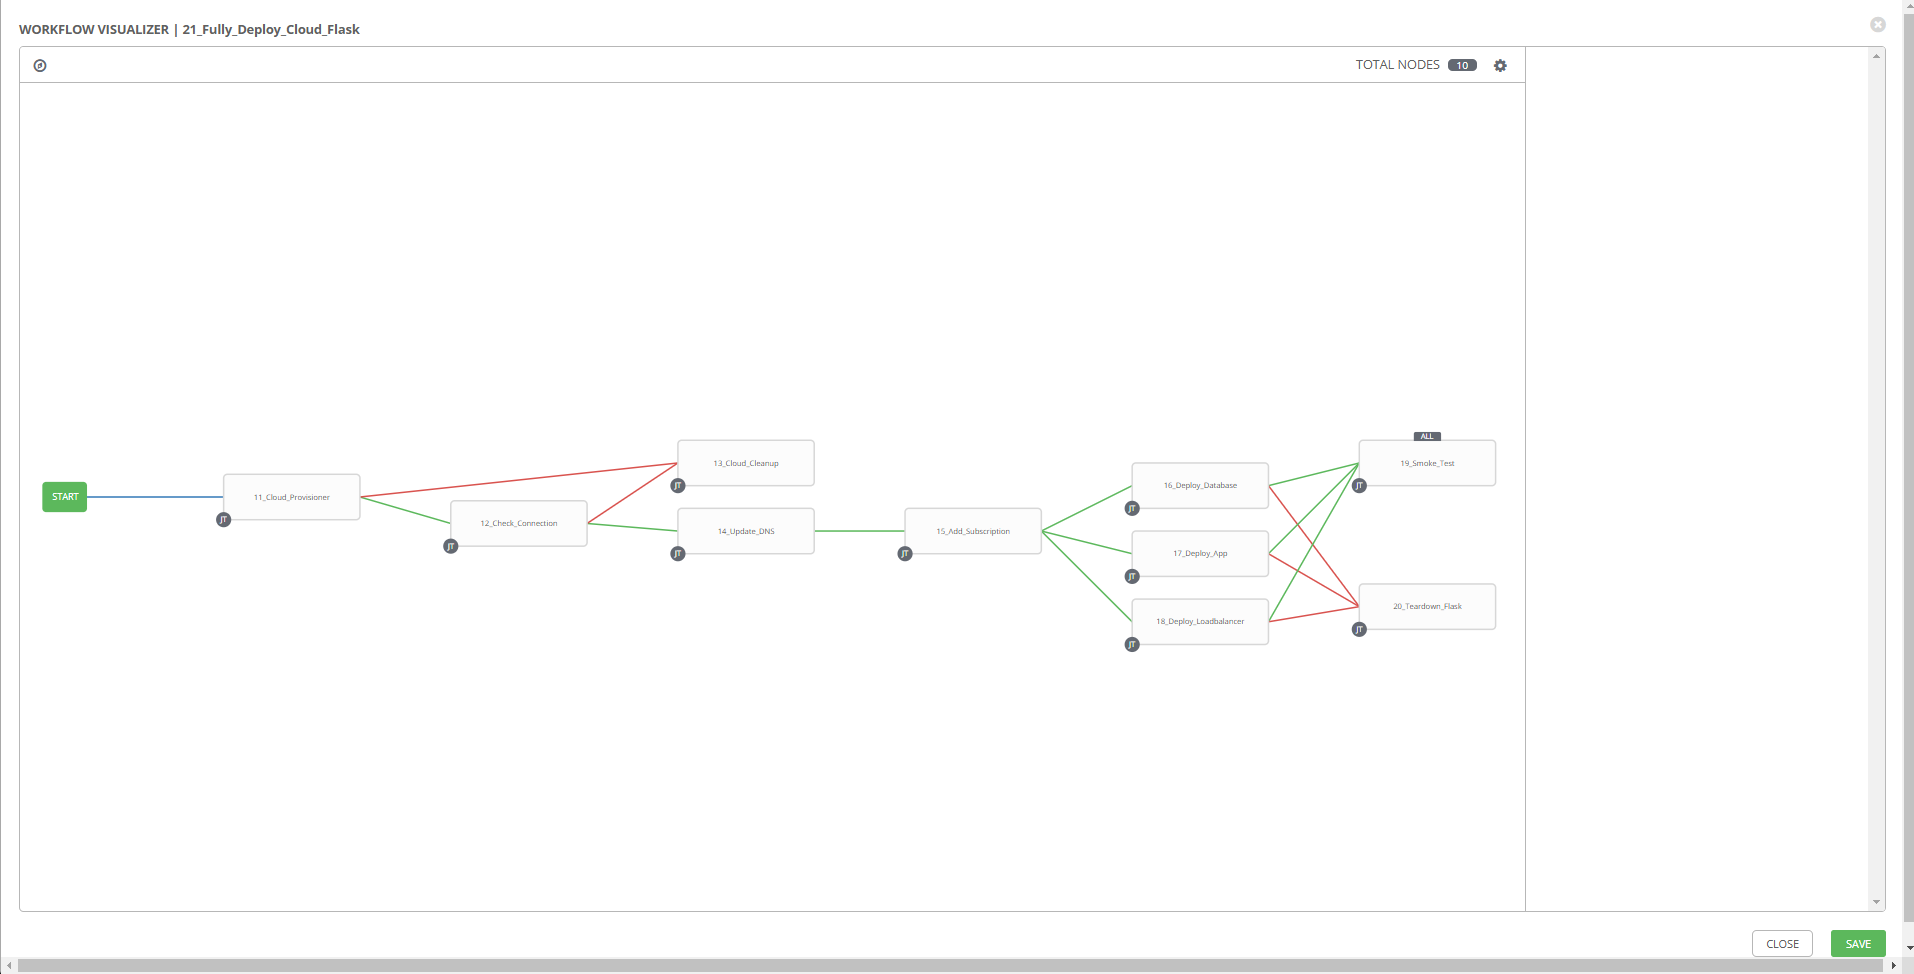 WORKFLOW VISUALIZER | 21_Fully_Deploy_Cloud_Flask
TOTAL NODES 10
START
11_Cloud_Provisioner
JT
12_Check_Connection
JT
13_Cloud_Cleanup
JT
14_Update_DNS
JT
15_Add_Subscription
JT
16_Deploy_Database
JT
17_Deploy_App
JT
18_Deploy_Loadbalancer
JT
ALL
19_Smoke_Test
JT
20_Teardown_Flask
JT
CLOSE
SAVE